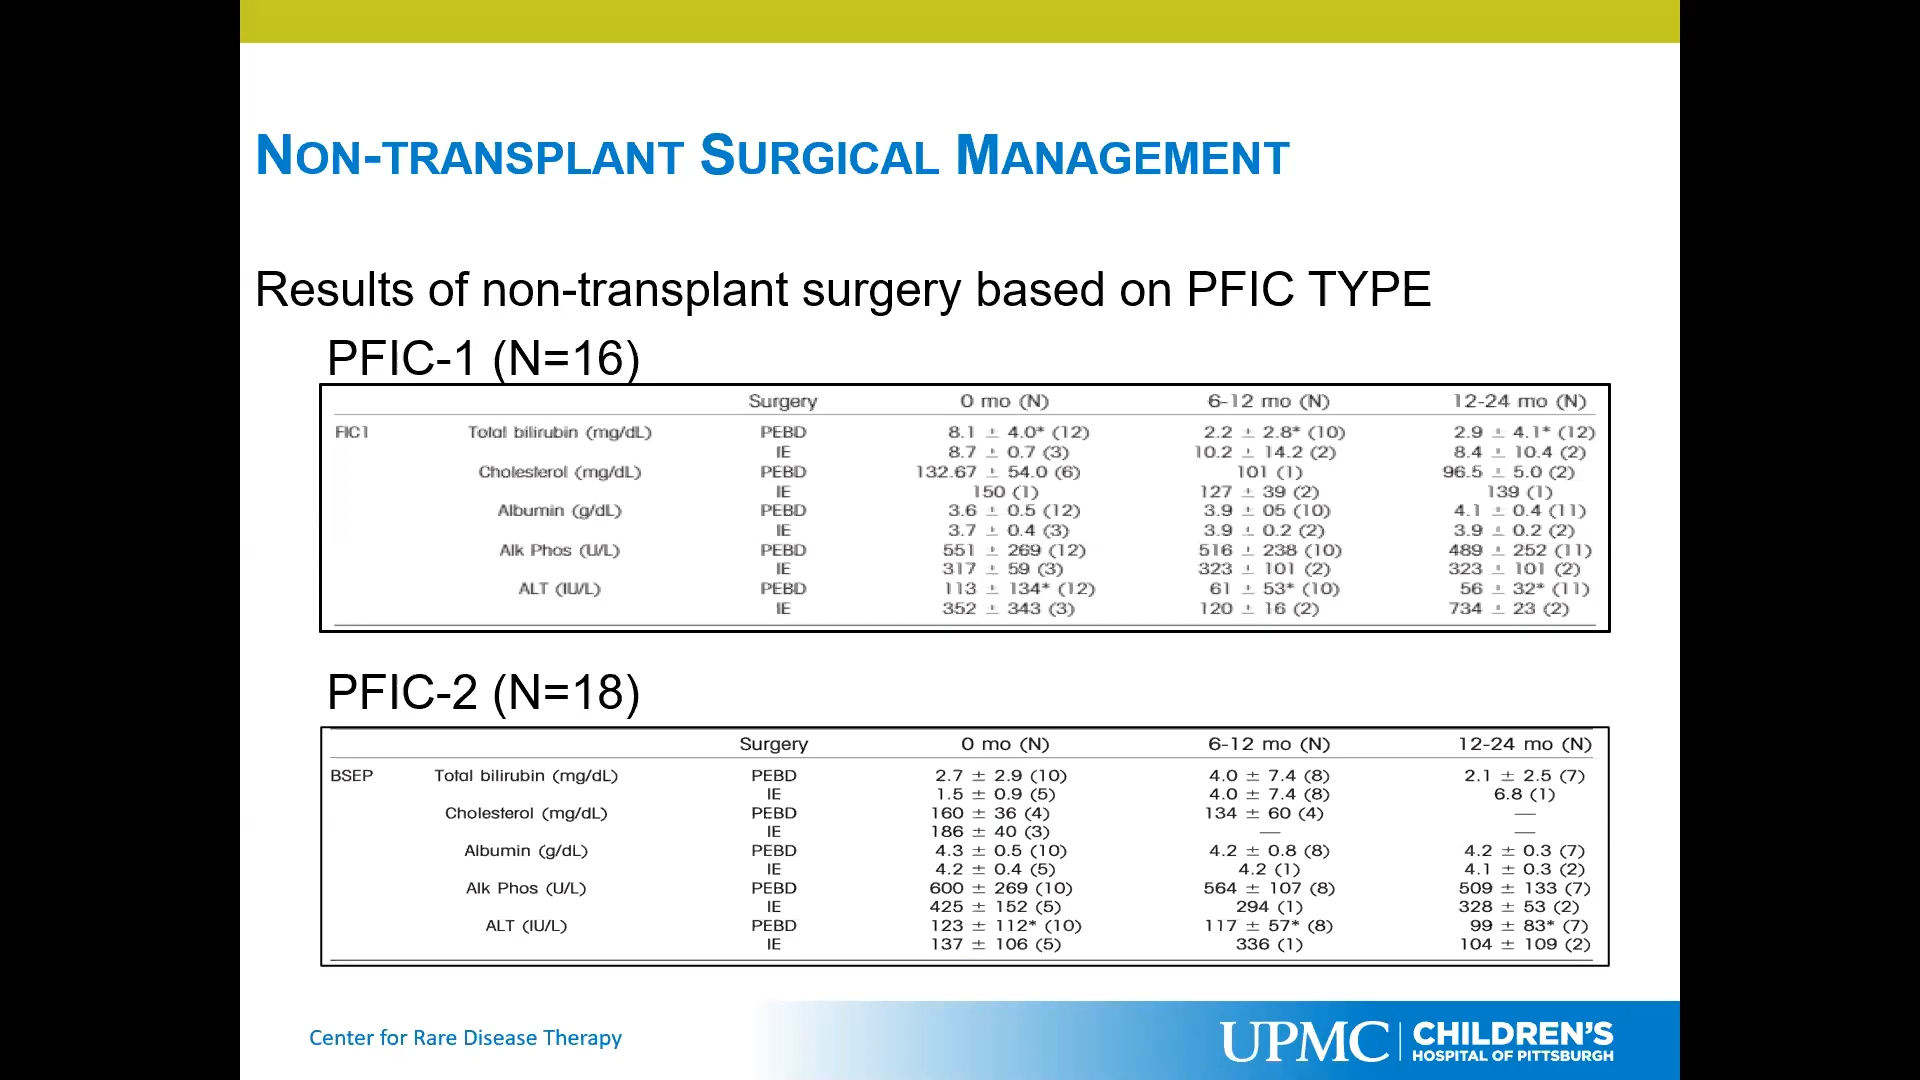 NON-TRANSPLANT SURGICAL MANAGEMENT
Results of non-transplant surgery based on PFIC TYPE
PFIC-1 (N=16)
Surgery 0 mo (N) 6-12 mo (N) 12-24 mo (N)
FIC1 Total bilirubin (mg/dL) PEBD 8.1 ± 4.0* (12) 2.2 ± 2.8* (10) 2.9 ± 4.1* (12)
IE 8.7 ± 0.7 (3) 10.2 ± 14.2 (2) 8.4 ± 10.4 (2)
Cholesterol (mg/dL) PEBD 132.67 ± 54.0 (6) 101 (1) 96.5 ± 5.0 (2)
IE 150 (1) 127 ± 39 (2) 139 (1)
Albumin (g/dL) PEBD 3.6 ± 0.5 (12) 3.9 ± 05 (10) 4.1 ± 0.4 (11)
IE 3.7 ± 0.4 (3) 3.9 ± 0.2 (2) 3.9 ± 0.2 (2)
Alk Phos (U/L) PEBD 551 ± 269 (12) 516 ± 238 (10) 489 ± 252 (11)
IE 317 ± 59 (3) 323 ± 101 (2) 323 ± 101 (2)
ALT (IU/L) PEBD 113 ± 134* (12) 61 ± 53* (10) 56 ± 32* (11)
IE 352 ± 343 (3) 120 ± 16 (2) 734 ± 23 (2)
PFIC-2 (N=18)
Surgery 0 mo (N) 6-12 mo (N) 12-24 mo (N)
BSEP Total bilirubin (mg/dL) PEBD 2.7 ± 2.9 (10) 4.0 ± 7.4 (8) 2.1 ± 2.5 (7)
IE 1.5 ± 0.9 (5) 4.0 ± 7.4 (8) 6.8 (1)
Cholesterol (mg/dL) PEBD 160 ± 36 (4) 134 ± 60 (4) —
IE 186 ± 40 (3) — —
Albumin (g/dL) PEBD 4.3 ± 0.5 (10) 4.2 ± 0.8 (8) 4.2 ± 0.3 (7)
IE 4.2 ± 0.4 (5) 4.2 (1) 4.1 ± 0.3 (2)
Alk Phos (U/L) PEBD 600 ± 269 (10) 564 ± 107 (8) 509 ± 133 (7)
IE 425 ± 152 (5) 294 (1) 328 ± 53 (2)
ALT (IU/L) PEBD 123 ± 112* (10) 117 ± 57* (8) 99 ± 83* (7)
IE 137 ± 106 (5) 336 (1) 104 ± 109 (2)
Center for Rare Disease Therapy
UPMC CHILDREN'S
HOSPITAL OF PITTSBURGH